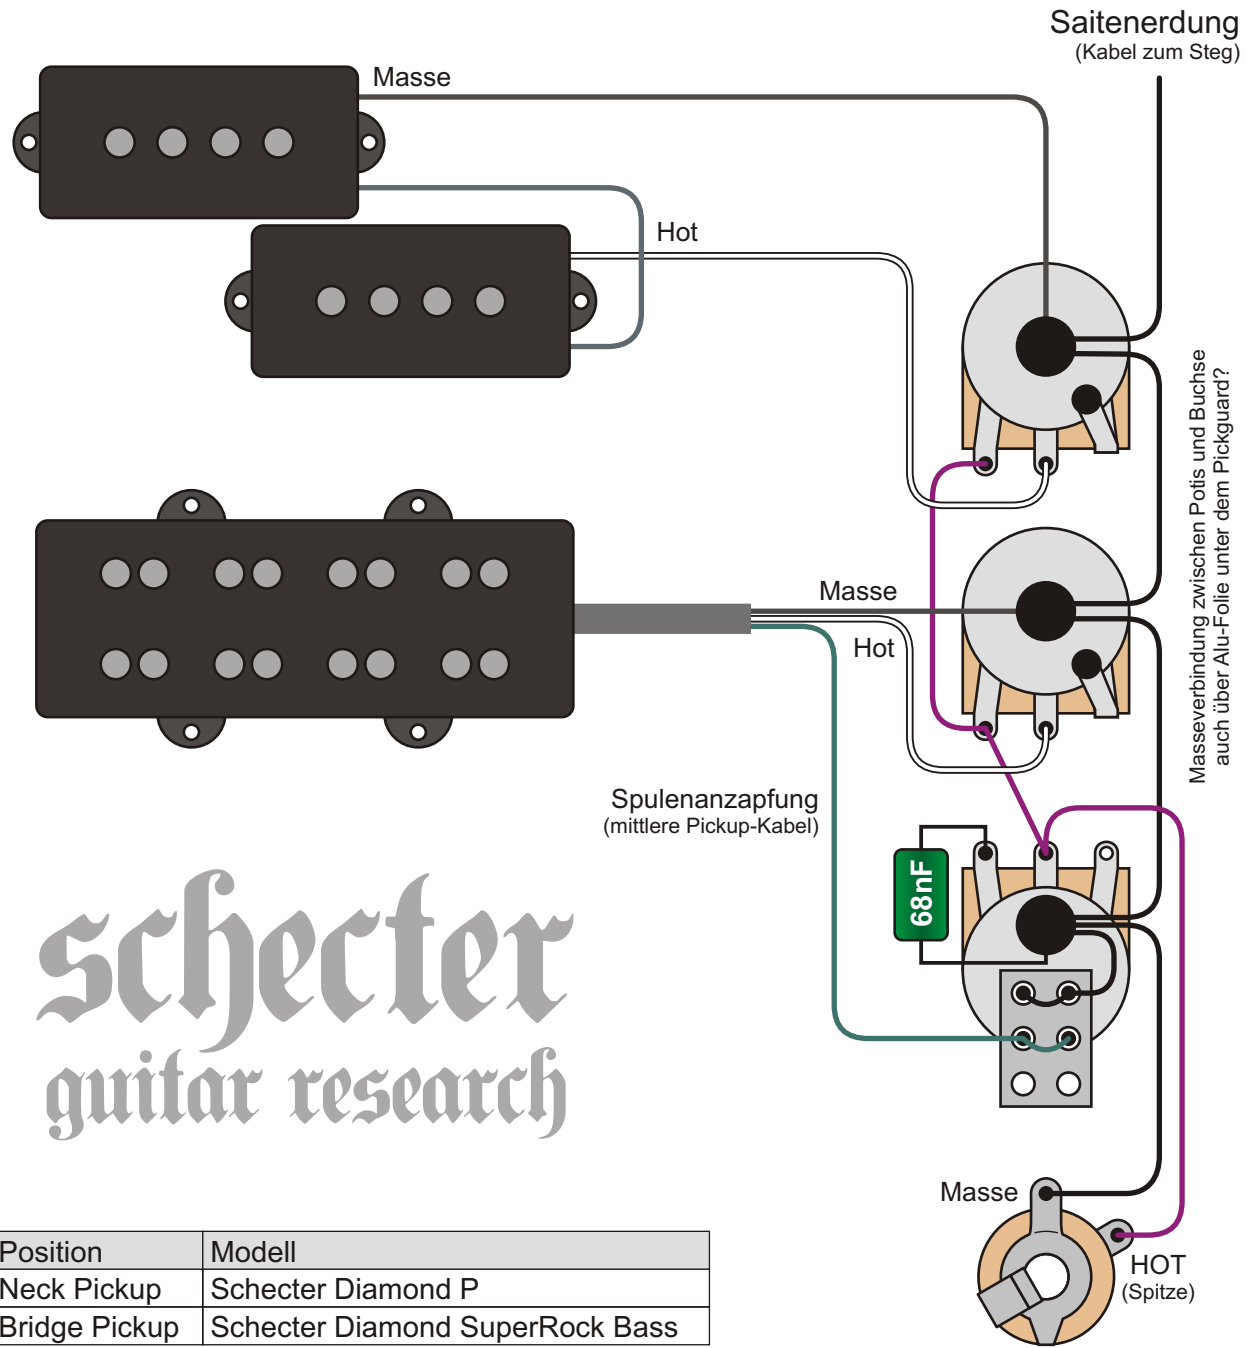 Saitenerdung
(Kabel zum Steg)
Masse
Hot
Masseverbindung zwischen Potis und Buchse
auch über Alu-Folie unter dem Pickguard?
Masse
Hot
Spulenanzapfung
(mittlere Pickup-Kabel)
68nF
schecter
guitar research
Masse
HOT
(Spitze)
Position Modell
Neck Pickup Schecter Diamond P
Bridge Pickup Schecter Diamond SuperRock Bass